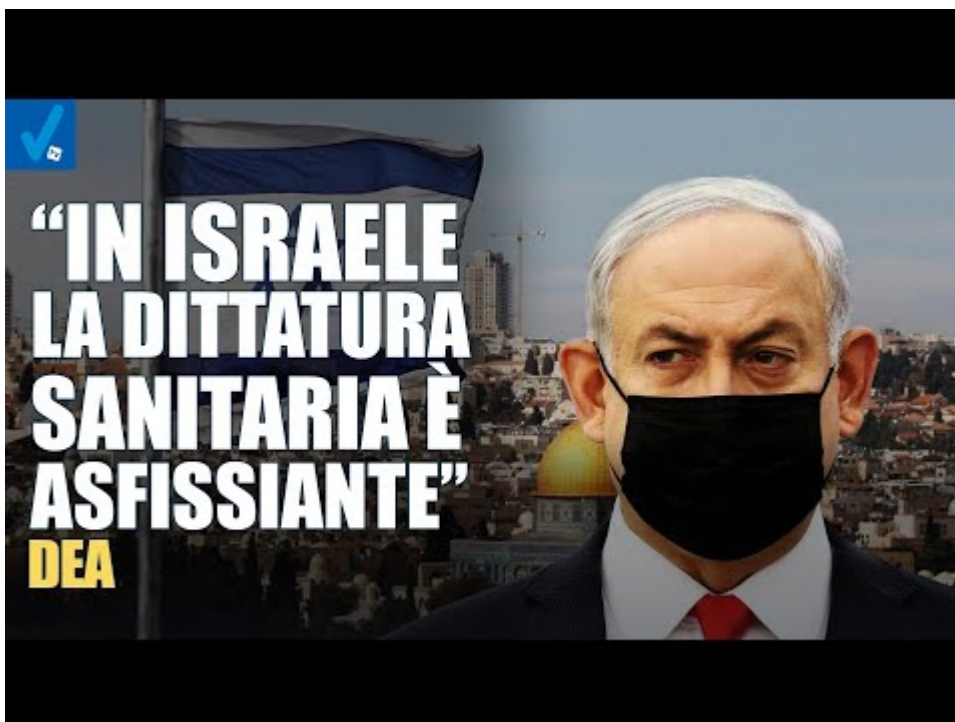 “IN ISRAELE
LA DITTATURA
SANITARIA È
ASFISSIANTE”
DEA